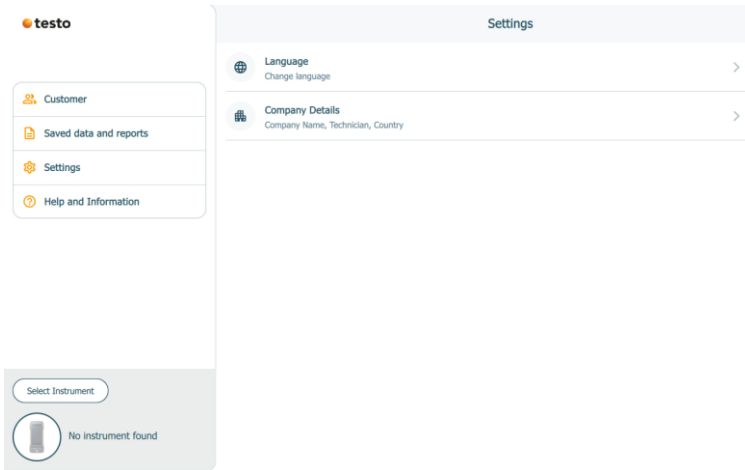 testo
Customer
Saved data and reports
Settings
Help and Information
Select Instrument
No instrument found
Settings
Language
Change language
Company Details
Company Name, Technician, Country